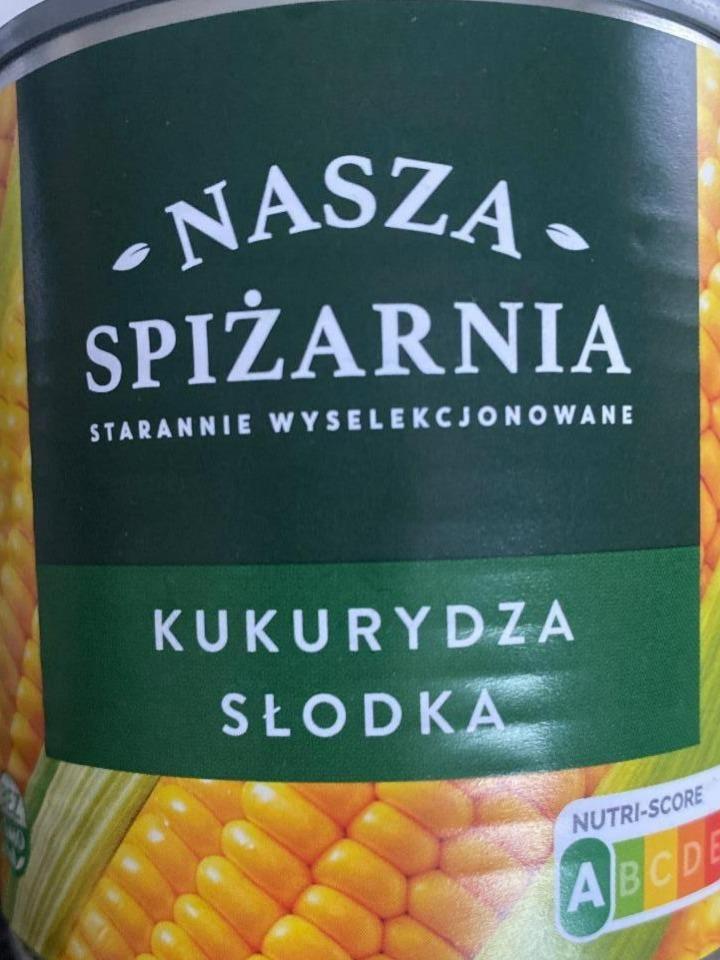 NASZA
SPIŻARNIA
STARANNIE WYSELEKCJONOWANE
KUKURYDZA
SŁODKA
NUTRI-SCORE
A B C D E